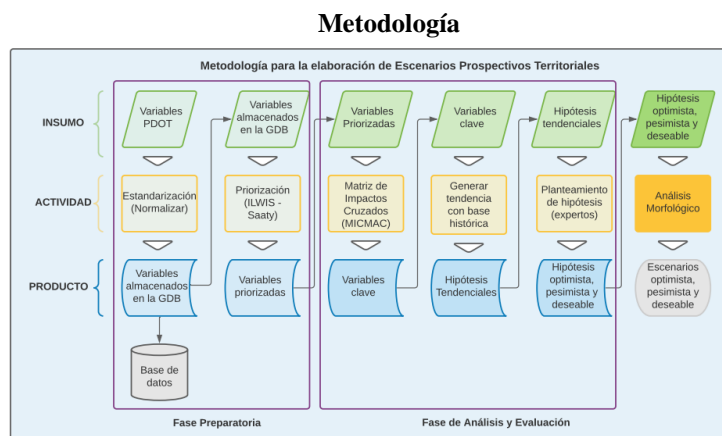 Metodología
Metodología para la elaboración de Escenarios Prospectivos Territoriales
INSUMO
Variables
PDOT
Variables
almacenados
en la GDB
Variables
Priorizadas
Variables
clave
Hipótesis
tendenciales
Hipótesis
optimista,
pesimista y
deseable
ACTIVIDAD
Estandarización
(Normalizar)
Priorización
(ILWIS -
Saaty)
Matriz de
Impactos
Cruzados
(MICMAC)
Generar
tendencia
con base
histórica
Planteamiento
de hipótesis
(expertos)
Análisis
Morfológico
PRODUCTO
Variables
almacenados
en la GDB
Variables
priorizadas
Variables
clave
Hipótesis
Tendenciales
Hipótesis
optimista,
pesimista y
deseable
Escenarios
optimista,
pesimista y
deseable
Base de
datos
Fase Preparatoria
Fase de Análisis y Evaluación